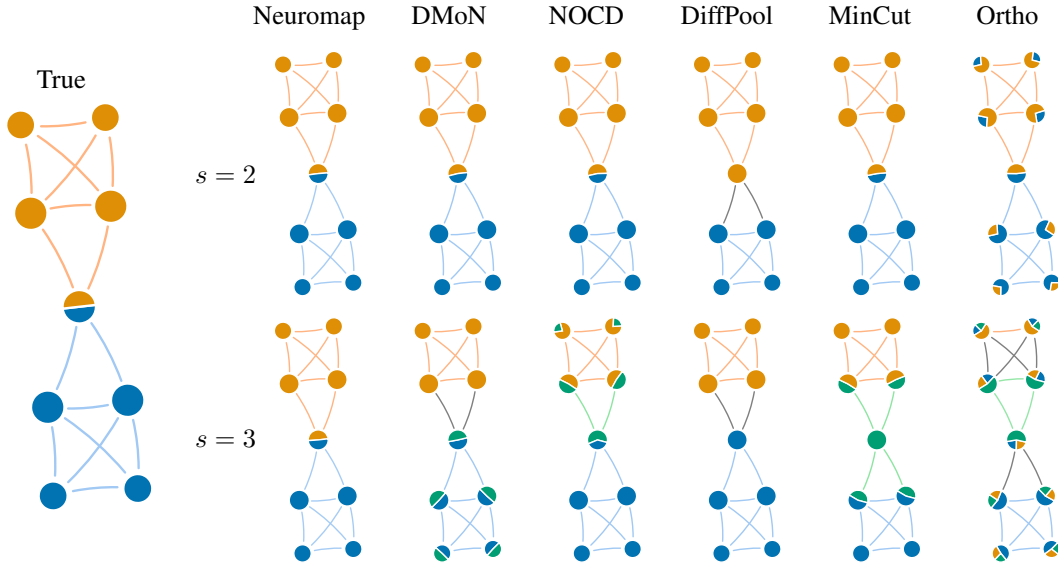 Neuromap DMoN NOCD DiffPool MinCut Ortho
True
s = 2
s = 3